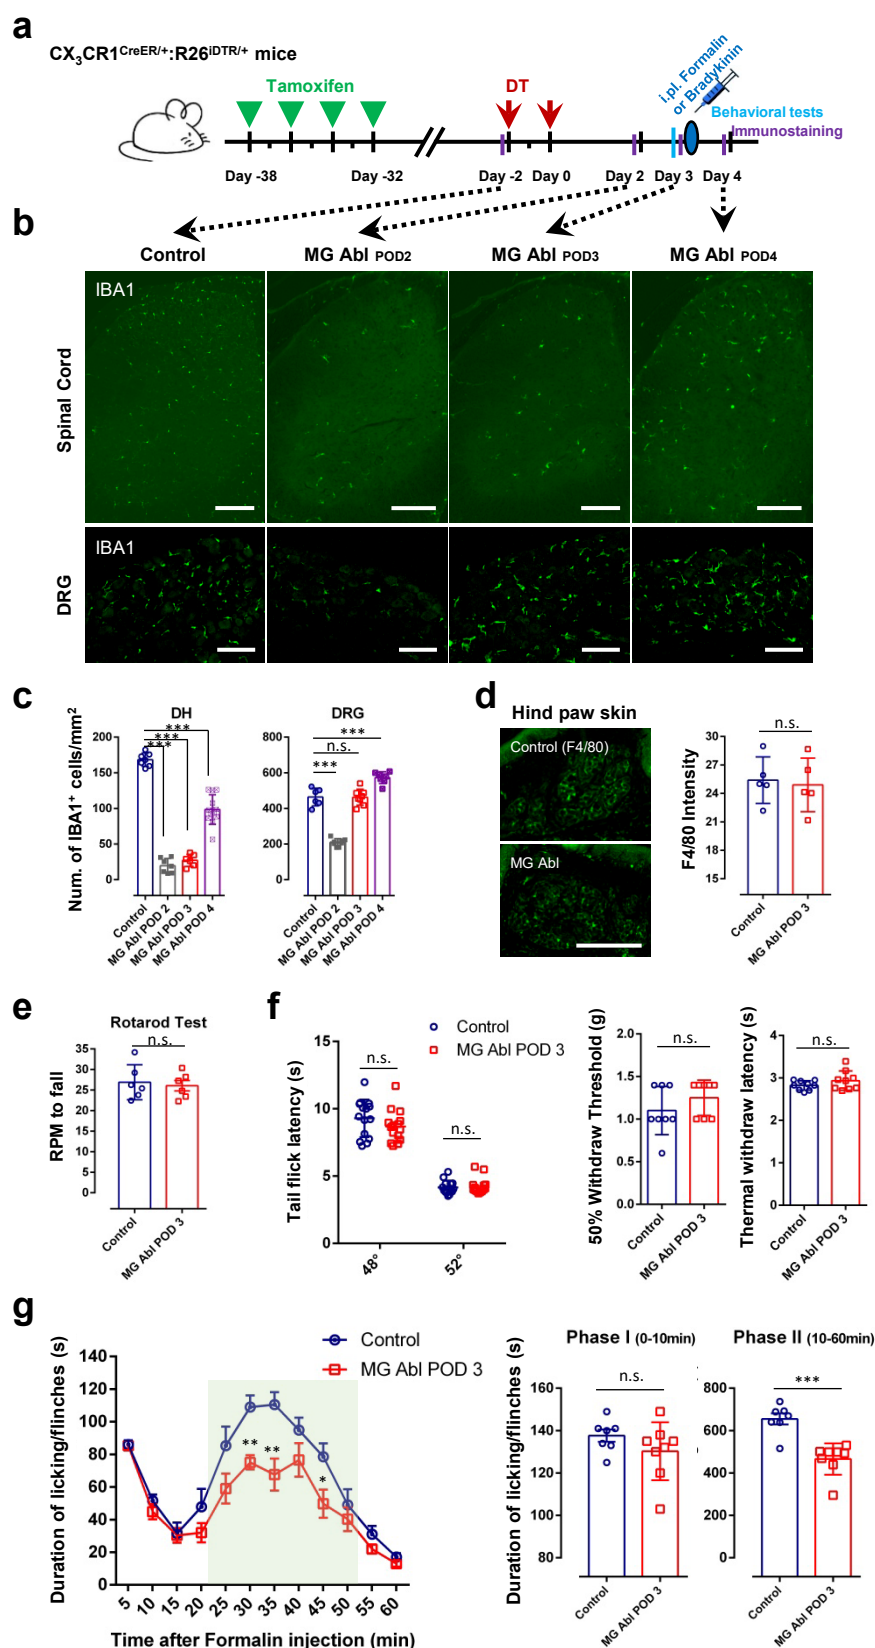 a
CX3CR1CreER/+:R26iDTR/+ mice
Tamoxifen
DT
i.pl. Formalin
or Bradykinin
Behavioral tests
Immunostaining
Day -38
Day -32
Day -2
Day 0
Day 2
Day 3
Day 4
b
Control
MG Abl POD2
MG Abl POD3
MG Abl POD4
IBA1
Spinal Cord
IBA1
DRG
c
DH
***
***
***
Num. of IBA1+ cells/mm2
200
150
100
50
0
Control
MG Abl POD 2
MG Abl POD 3
MG Abl POD 4
DRG
***
n.s.
***
800
600
400
200
0
Control
MG Abl POD 2
MG Abl POD 3
MG Abl POD 4
d
Hind paw skin
Control (F4/80)
MG Abl
n.s.
F4/80 Intensity
30
27
24
21
18
15
Control
MG Abl POD 3
e
Rotarod Test
n.s.
RPM to fall
35
30
25
20
15
10
5
0
Control
MG Abl POD 3
f
Control
MG Abl POD 3
Tail flick latency (s)
15
10
5
0
n.s.
n.s.
48°
52°
50% Withdraw Threshold (g)
2.0
1.5
1.0
0.5
0.0
n.s.
Control
MG Abl POD 3
Thermal withdraw latency (s)
4
3
2
1
0
n.s.
Control
MG Abl POD 3
g
Control
MG Abl POD 3
Duration of licking/flinches (s)
140
120
100
80
60
40
20
0
**
**
*
5
10
15
20
25
30
35
40
45
50
55
60
Time after Formalin injection (min)
Phase I (0-10min)
n.s.
Duration of licking/flinches (s)
160
140
120
100
80
Control
MG Abl POD 3
Phase II (10-60min)
***
800
600
400
200
0
Control
MG Abl POD 3